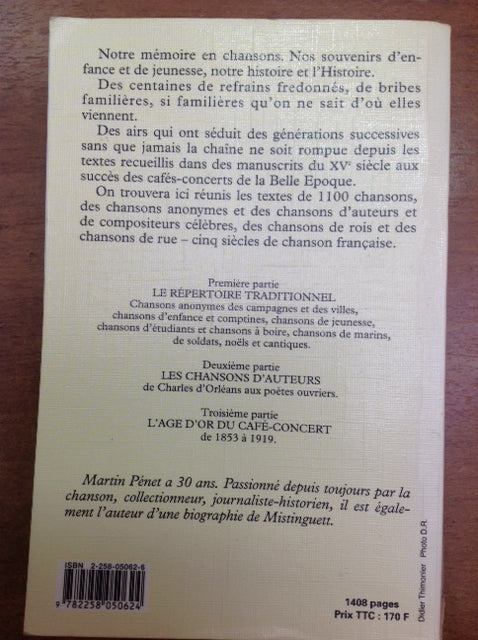 Notre mémoire en chansons. Nos souvenirs d'en-
fance et de jeunesse, notre histoire et l'Histoire.
Des centaines de refrains fredonnés, de bribes
familières, si familières qu'on ne sait d'où elles
viennent.
Des airs qui ont séduit des générations successives
sans que jamais la chaîne ne soit rompue depuis les
textes recueillis dans des manuscrits du XVe siècle aux
succès des cafés-concerts de la Belle Epoque.
On trouvera ici réunis les textes de 1100 chansons,
des chansons anonymes et des chansons d'auteurs et
de compositeurs célèbres, des chansons de rois et des
chansons de rue – cinq siècles de chanson française.
Première partie
LE RÉPERTOIRE TRADITIONNEL
Chansons anonymes des campagnes et des villes,
chansons d'enfance et comptines, chansons de jeunesse,
chansons d'étudiants et chansons à boire, chansons de marins,
de soldats, noëls et cantiques.
Deuxième partie
LES CHANSONS D'AUTEURS
de Charles d'Orléans aux poètes ouvriers.
Troisième partie
L'AGE D'OR DU CAFÉ-CONCERT
de 1853 à 1919.
Martin Pénet a 30 ans. Passionné depuis toujours par la
chanson, collectionneur, journaliste-historien, il est égale-
ment l'auteur d'une biographie de Mistinguett.
ISBN 2-258-05062-6
9 782258 050624
1408 pages
Prix TTC : 170 F
Didier Thimonier Photo D.R.